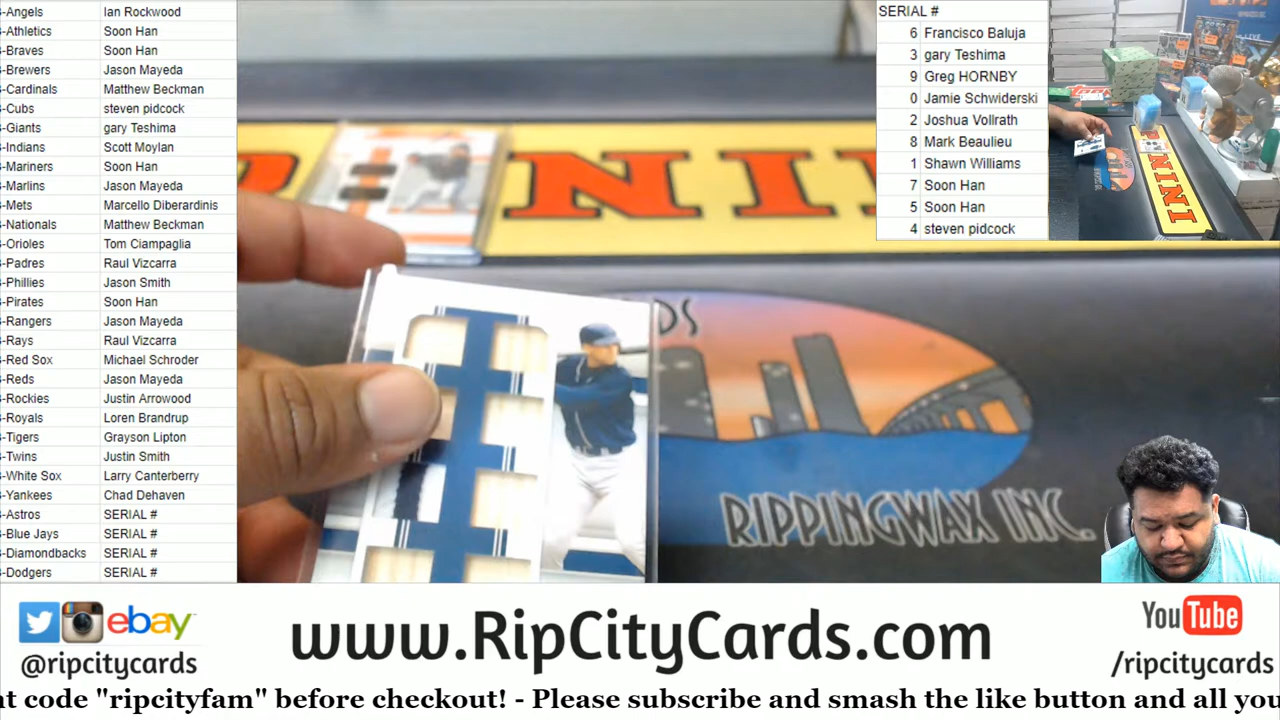 -Angels Ian Rockwood
-Athletics Soon Han
-Braves Soon Han
-Brewers Jason Mayeda
-Cardinals Matthew Beckman
-Cubs steven pidcock
-Giants gary Teshima
-Indians Scott Moylan
-Mariners Soon Han
-Marlins Jason Mayeda
-Mets Marcello Diberardinis
-Nationals Matthew Beckman
-Orioles Tom Ciampaglia
-Padres Raul Vizcarra
-Phillies Jason Smith
-Pirates Soon Han
-Rangers Jason Mayeda
-Rays Raul Vizcarra
-Red Sox Michael Schroder
-Reds Jason Mayeda
-Rockies Justin Arrowood
-Royals Loren Brandrup
-Tigers Grayson Lipton
-Twins Justin Smith
-White Sox Larry Canterberry
-Yankees Chad Dehaven
-Astros SERIAL #
-Blue Jays SERIAL #
-Diamondbacks SERIAL #
-Dodgers SERIAL #
SERIAL #
6 Francisco Baluja
3 gary Teshima
9 Greg HORNBY
0 Jamie Schwiderski
2 Joshua Vollrath
8 Mark Beaulieu
1 Shawn Williams
7 Soon Han
5 Soon Han
4 steven pidcock
NINI
NINI
DS
RIPPINGWAX INC.
ebay
@ripcitycards
www.RipCityCards.com
YouTube
/ripcitycards
nt code "ripcityfam" before checkout! - Please subscribe and smash the like button and all you